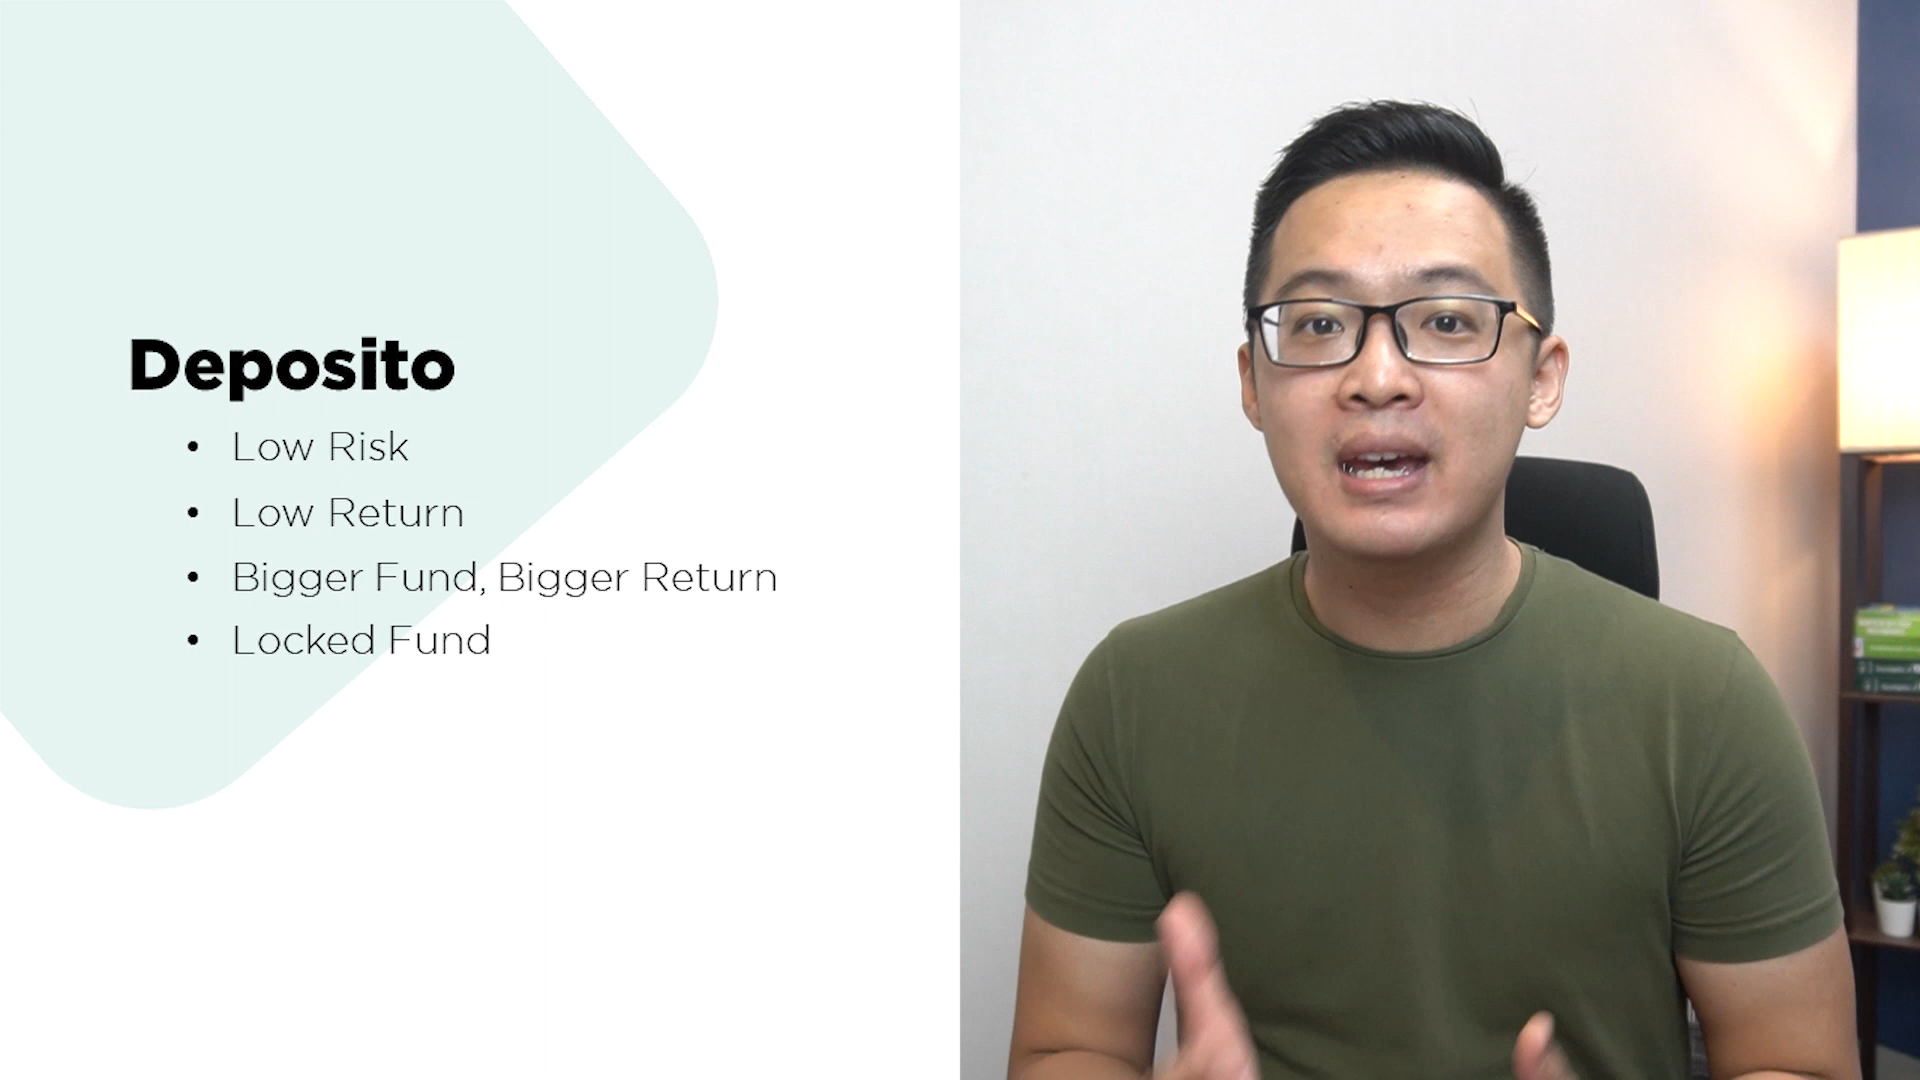 Deposito
• Low Risk
• Low Return
• Bigger Fund, Bigger Return
• Locked Fund